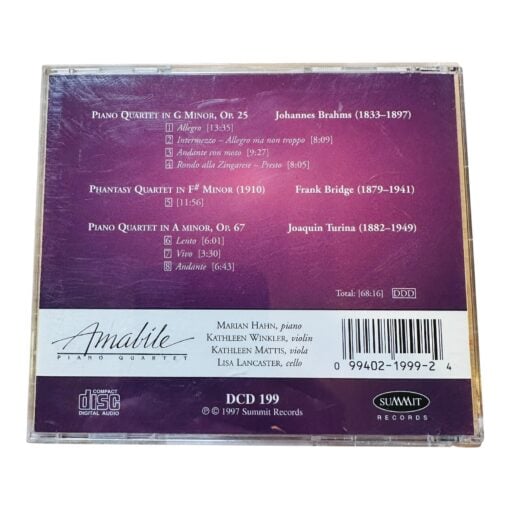 Piano Quartet in G Minor, Op. 25 Johannes Brahms (1833–1897)
1 Allegro [13:35]
2 Intermezzo – Allegro ma non troppo [8:09]
3 Andante con moto [9:27]
4 Rondo alla Zingarese – Presto [8:05]
Phantasy Quartet in F# Minor (1910) Frank Bridge (1879–1941)
5 [11:56]
Piano Quartet in A minor, Op. 67 Joaquin Turina (1882–1949)
6 Lento [6:01]
7 Vivo [3:30]
8 Andante [6:43]
Total: [68:16] DDD
Amabile
PIANO QUARTET
Marian Hahn, piano
Kathleen Winkler, violin
Kathleen Mattis, viola
Lisa Lancaster, cello
0 99402-1999-2 4
COMPACT
disc
DIGITAL AUDIO
DCD 199
℗ © 1997 Summit Records
SUMMIT
RECORDS